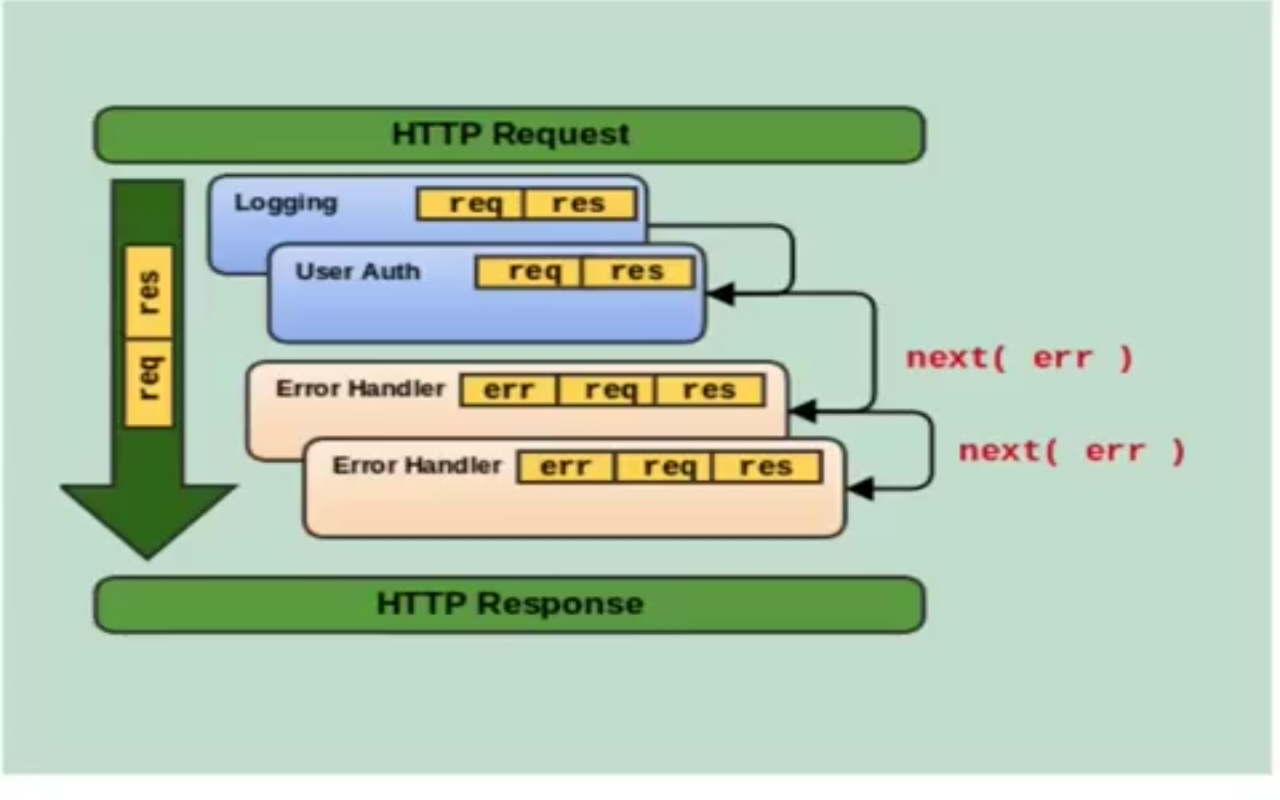 HTTP Request
Logging req res
User Auth req res
res
req
next( err )
Error Handler err req res
next( err )
Error Handler err req res
HTTP Response